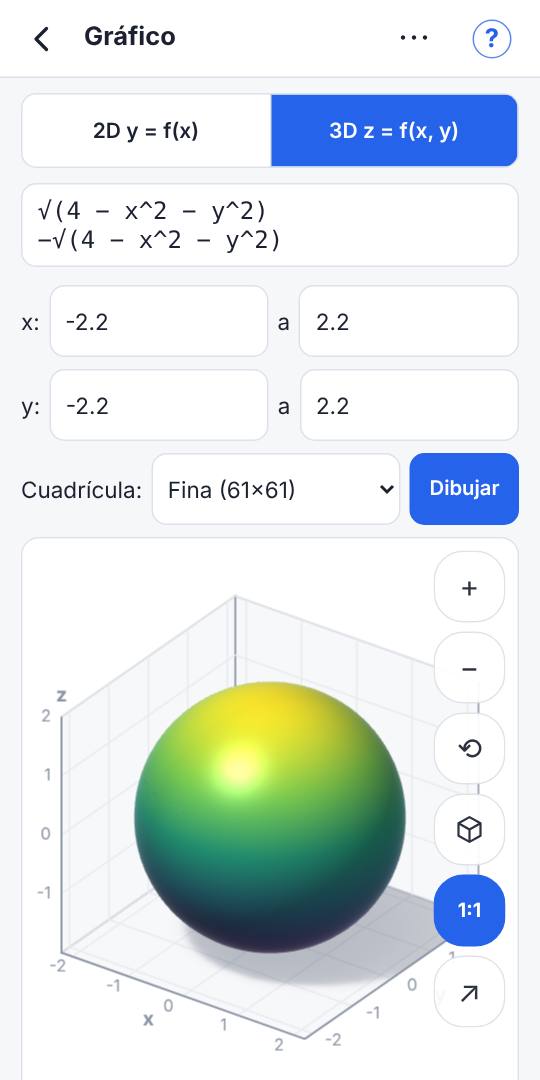 Gráfico
?
2D y = f(x)
3D z = f(x, y)
√(4 − x^2 − y^2)
−√(4 − x^2 − y^2)
x: -2.2 a 2.2
y: -2.2 a 2.2
Cuadrícula: Fina (61×61) Dibujar
+
−
1:1
z
2
1
0
-1
-2
-1
0
1
2
x
-2
-1
0
1
y